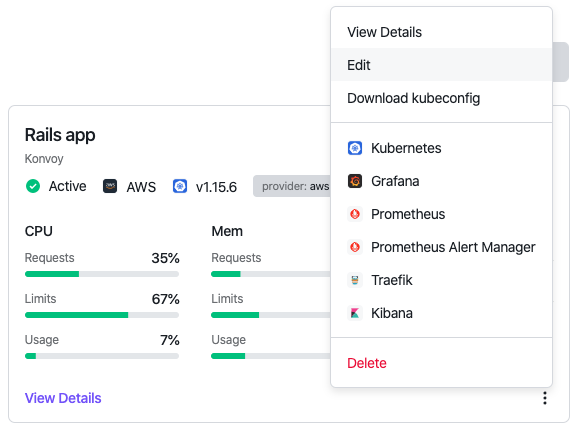 View Details
Edit
Download kubeconfig
Kubernetes
Grafana
Prometheus
Prometheus Alert Manager
Traefik
Kibana
Delete
Rails app
Konvoy
Active AWS v1.15.6 provider: aws
CPU Mem
Requests 35% Requests
Limits 67% Limits
Usage 7% Usage
View Details